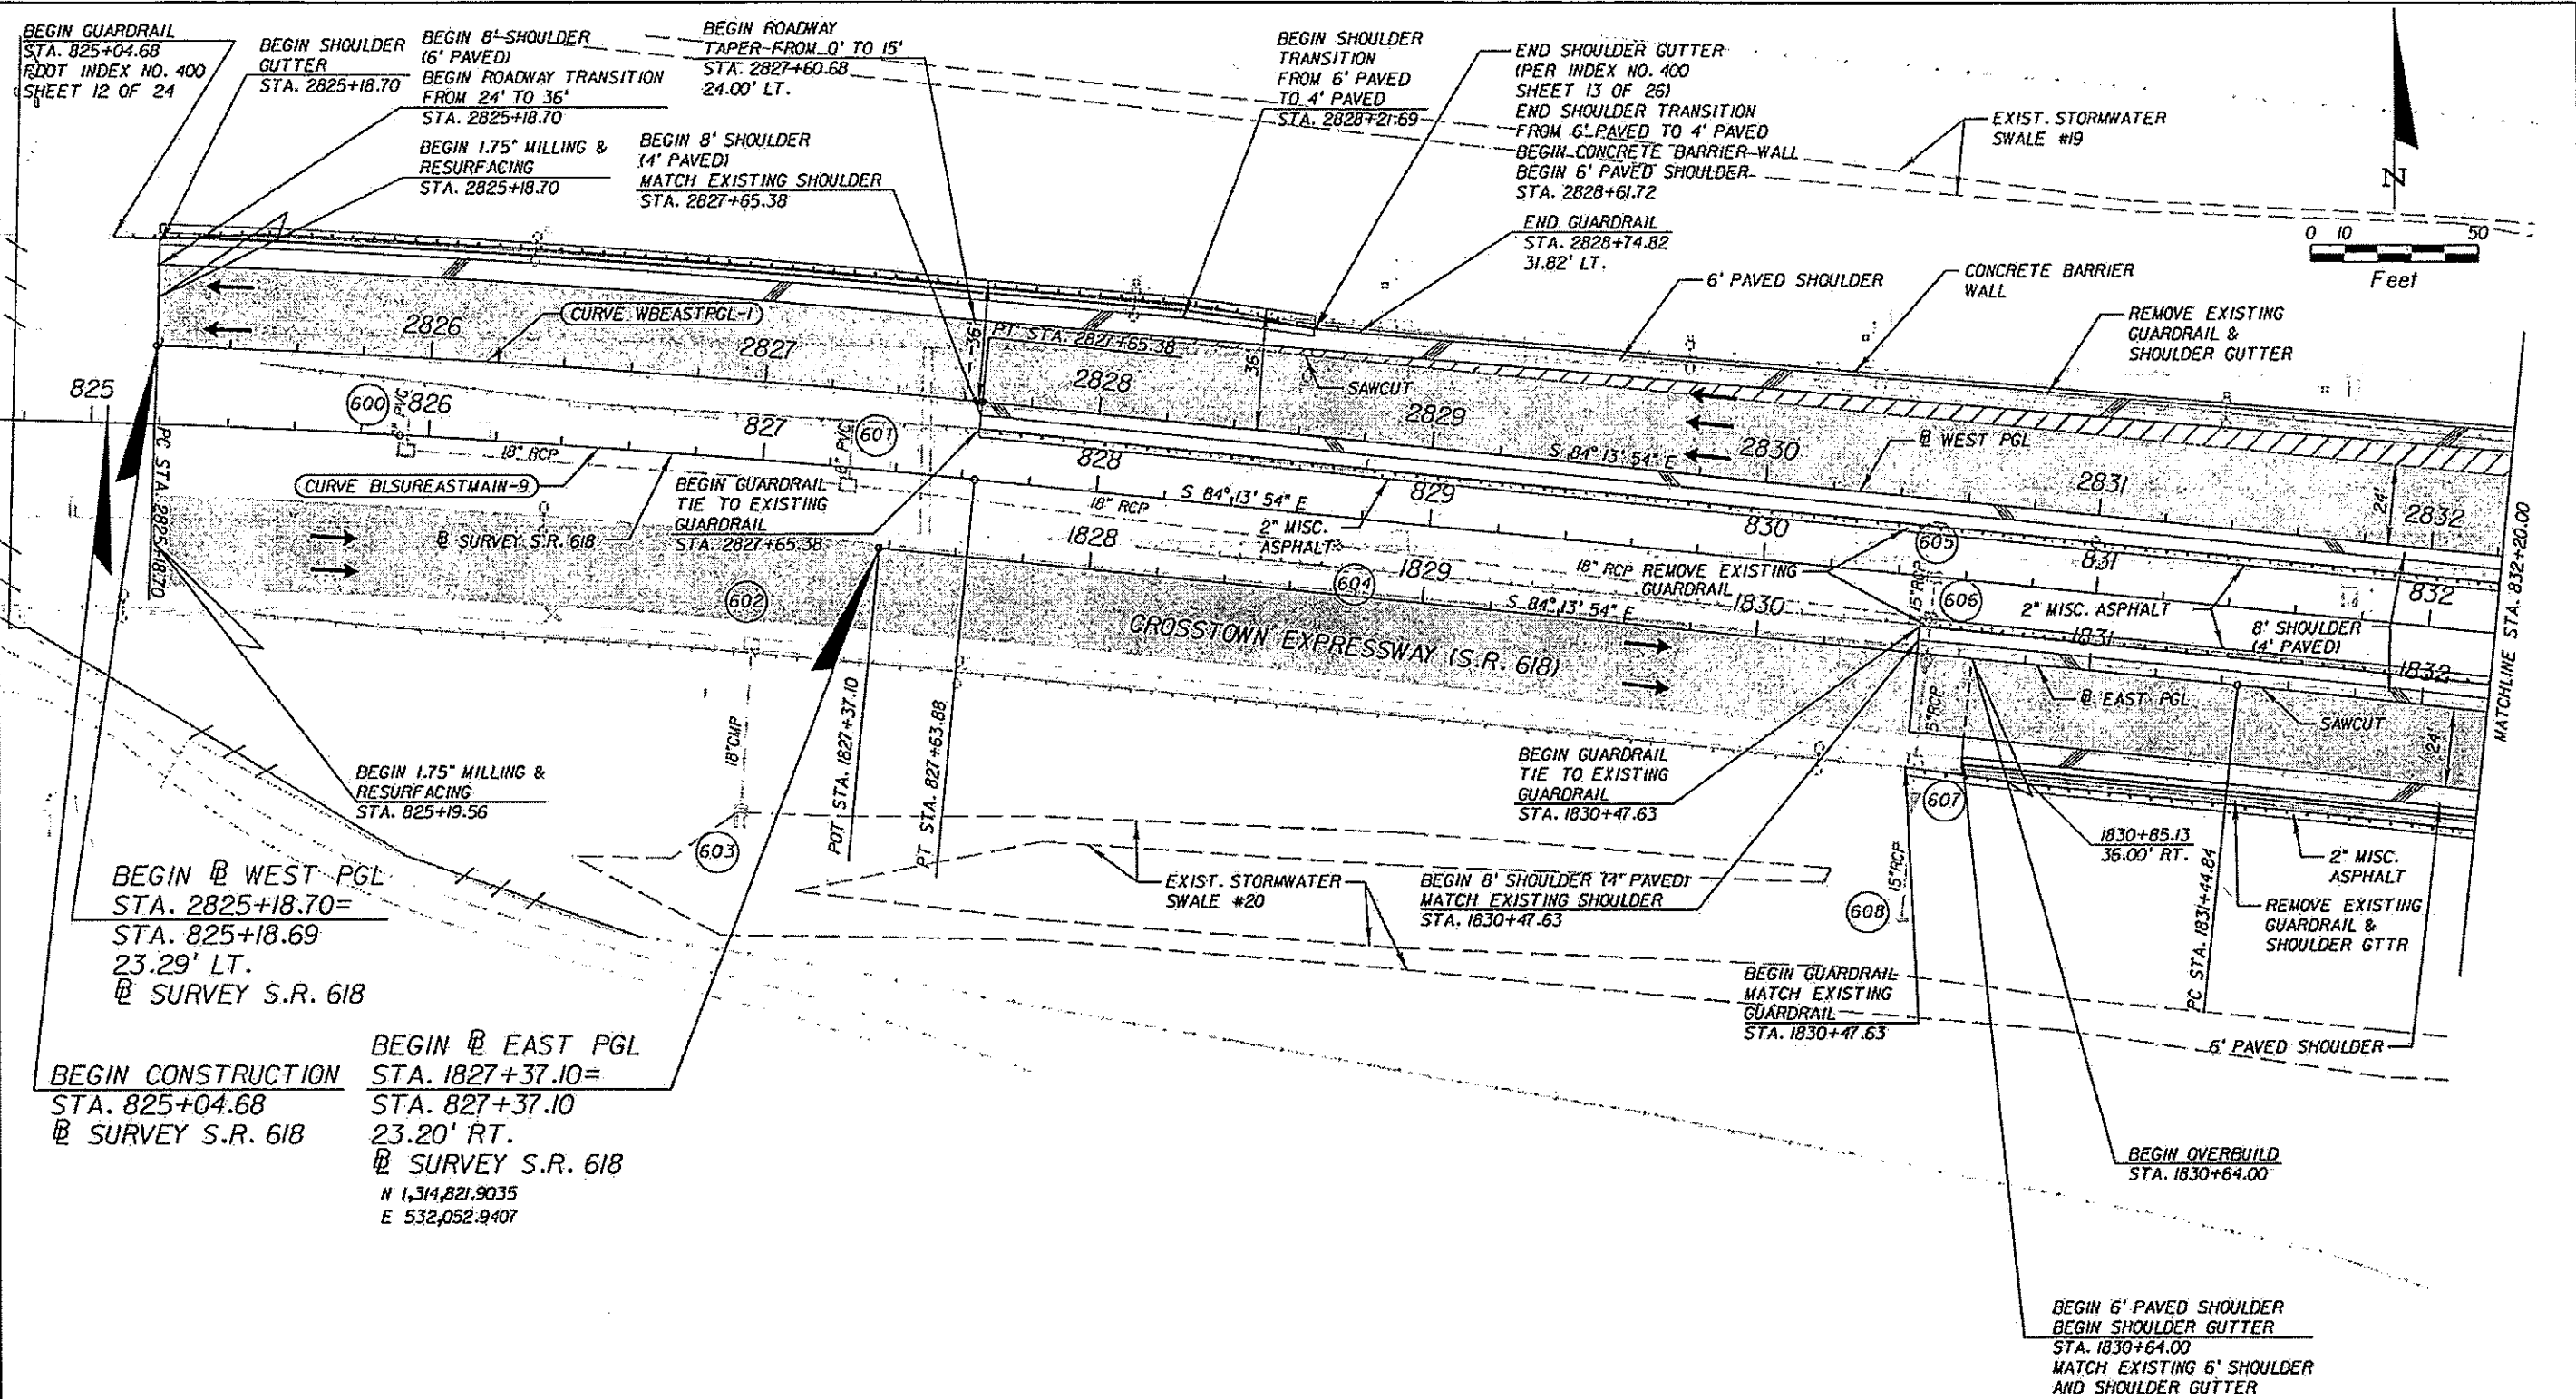 BEGIN GUARDRAIL
STA. 825+04.68
FDOT INDEX NO. 400
SHEET 12 OF 24
BEGIN SHOULDER
GUTTER
STA. 2825+18.70
BEGIN 8' SHOULDER
(6' PAVED)
BEGIN ROADWAY TRANSITION
FROM 24' TO 36'
STA. 2825+18.70
BEGIN 1.75" MILLING &
RESURFACING
STA. 2825+18.70
BEGIN ROADWAY
TAPER FROM 0' TO 15'
STA. 2827+60.68
24.00' LT.
BEGIN 8' SHOULDER
(4' PAVED)
MATCH EXISTING SHOULDER
STA. 2827+65.38
BEGIN SHOULDER
TRANSITION
FROM 6' PAVED
TO 4' PAVED
STA. 2828+21.69
END SHOULDER GUTTER
(PER INDEX NO. 400
SHEET 13 OF 26)
END SHOULDER TRANSITION
FROM 6' PAVED TO 4' PAVED
BEGIN CONCRETE BARRIER WALL
BEGIN 6' PAVED SHOULDER
STA. 2828+61.72
END GUARDRAIL
STA. 2828+74.82
31.82' LT.
EXIST. STORMWATER
SWALE #19
N
0 10 50
Feet
6' PAVED SHOULDER
CONCRETE BARRIER
WALL
REMOVE EXISTING
GUARDRAIL &
SHOULDER GUTTER
2826
CURVE WBEASTPGL-1
2827
36'
PT STA. 2827+65.38
2828
36'
SAWCUT
2829
S 84° 13' 54" E
2830
℄ WEST PGL
2831
24'
2832
825
PC STA. 2825+18.70
600
826
827
601
828
S 84° 13' 54" E
829
830
605
831
832
18" RCP
CURVE BLSUREASTMAIN-9
BEGIN GUARDRAIL
TIE TO EXISTING
GUARDRAIL
STA. 2827+65.38
℄ SURVEY S.R. 618
18" RCP
2" MISC.
ASPHALT
1828
602
604
1829
S 84° 13' 54" E
18" RCP
REMOVE EXISTING
GUARDRAIL
1830
15" RCP
606
2" MISC. ASPHALT
1831
8' SHOULDER
(4' PAVED)
1832
MATCHLINE STA. 832+20.00
CROSSTOWN EXPRESSWAY (S.R. 618)
℄ EAST PGL
SAWCUT
24'
18" CMP
603
POT STA. 1827+37.10
PT STA. 827+63.88
BEGIN 1.75" MILLING &
RESURFACING
STA. 825+19.56
BEGIN GUARDRAIL
TIE TO EXISTING
GUARDRAIL
STA. 1830+47.63
607
1830+85.13
36.00' RT.
2" MISC.
ASPHALT
EXIST. STORMWATER
SWALE #20
BEGIN 8' SHOULDER (4' PAVED)
MATCH EXISTING SHOULDER
STA. 1830+47.63
608
15" RCP
PC STA. 1831+44.84
REMOVE EXISTING
GUARDRAIL &
SHOULDER GTTR
BEGIN ℄ WEST PGL
STA. 2825+18.70=
STA. 825+18.69
23.29' LT.
℄ SURVEY S.R. 618
BEGIN GUARDRAIL
MATCH EXISTING
GUARDRAIL
STA. 1830+47.63
6' PAVED SHOULDER
BEGIN CONSTRUCTION
STA. 825+04.68
℄ SURVEY S.R. 618
BEGIN ℄ EAST PGL
STA. 1827+37.10=
STA. 827+37.10
23.20' RT.
℄ SURVEY S.R. 618
N 1,314,821.9035
E 532,052.9407
BEGIN OVERBUILD
STA. 1830+64.00
BEGIN 6' PAVED SHOULDER
BEGIN SHOULDER GUTTER
STA. 1830+64.00
MATCH EXISTING 6' SHOULDER
AND SHOULDER GUTTER